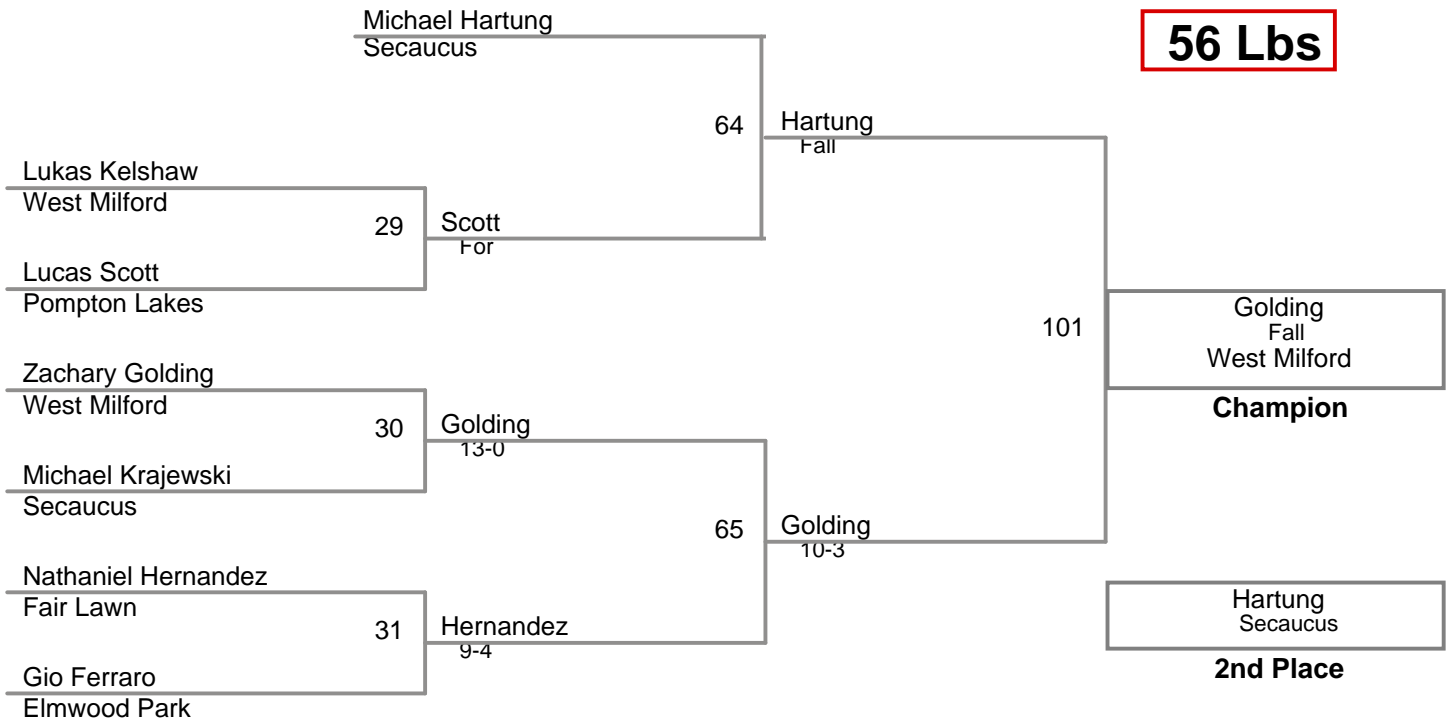 Michael Hartung
Secaucus
56 Lbs
64
Hartung
Fall
Lukas Kelshaw
West Milford
29
Scott
For
Lucas Scott
Pompton Lakes
101
Golding
Fall
West Milford
Champion
Zachary Golding
West Milford
30
Golding
13-0
Michael Krajewski
Secaucus
65
Golding
10-3
Nathaniel Hernandez
Fair Lawn
31
Hernandez
9-4
Gio Ferraro
Elmwood Park
Hartung
Secaucus
2nd Place